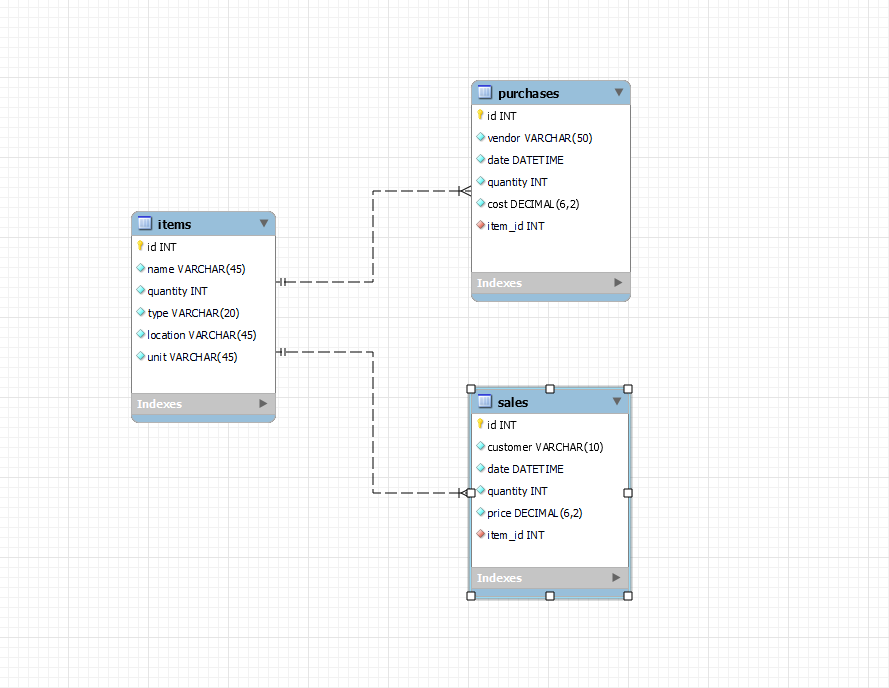 purchases
id INT
vendor VARCHAR(50)
date DATETIME
quantity INT
cost DECIMAL(6,2)
item_id INT
Indexes
items
id INT
name VARCHAR(45)
quantity INT
type VARCHAR(20)
location VARCHAR(45)
unit VARCHAR(45)
Indexes
sales
id INT
customer VARCHAR(10)
date DATETIME
quantity INT
price DECIMAL(6,2)
item_id INT
Indexes